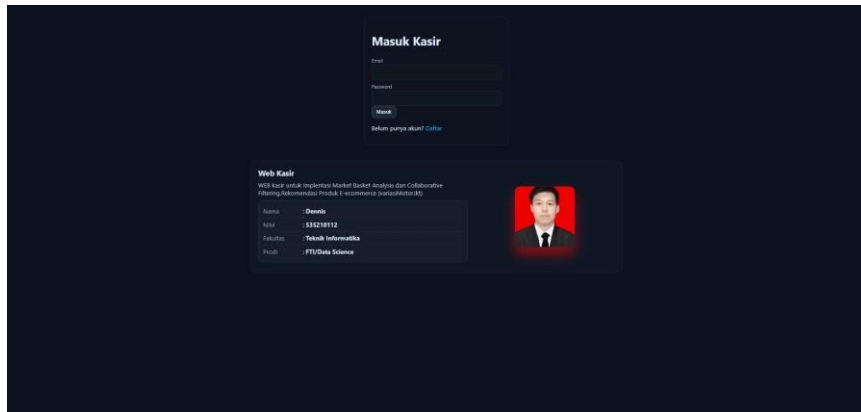 Masuk Kasir
Email
Password
Masuk
Belum punya akun? Daftar
Web Kasir
WEB kasir untuk Implentasi Market Basket Analysis dan Collaborative
Filtering,Rekomendasi Produk E-ecommerce (variasiMotor.Jkt)
Nama : Dennis
NIM : 535210112
Fakultas : Teknik Informatika
Prodi : FTI/Data Science